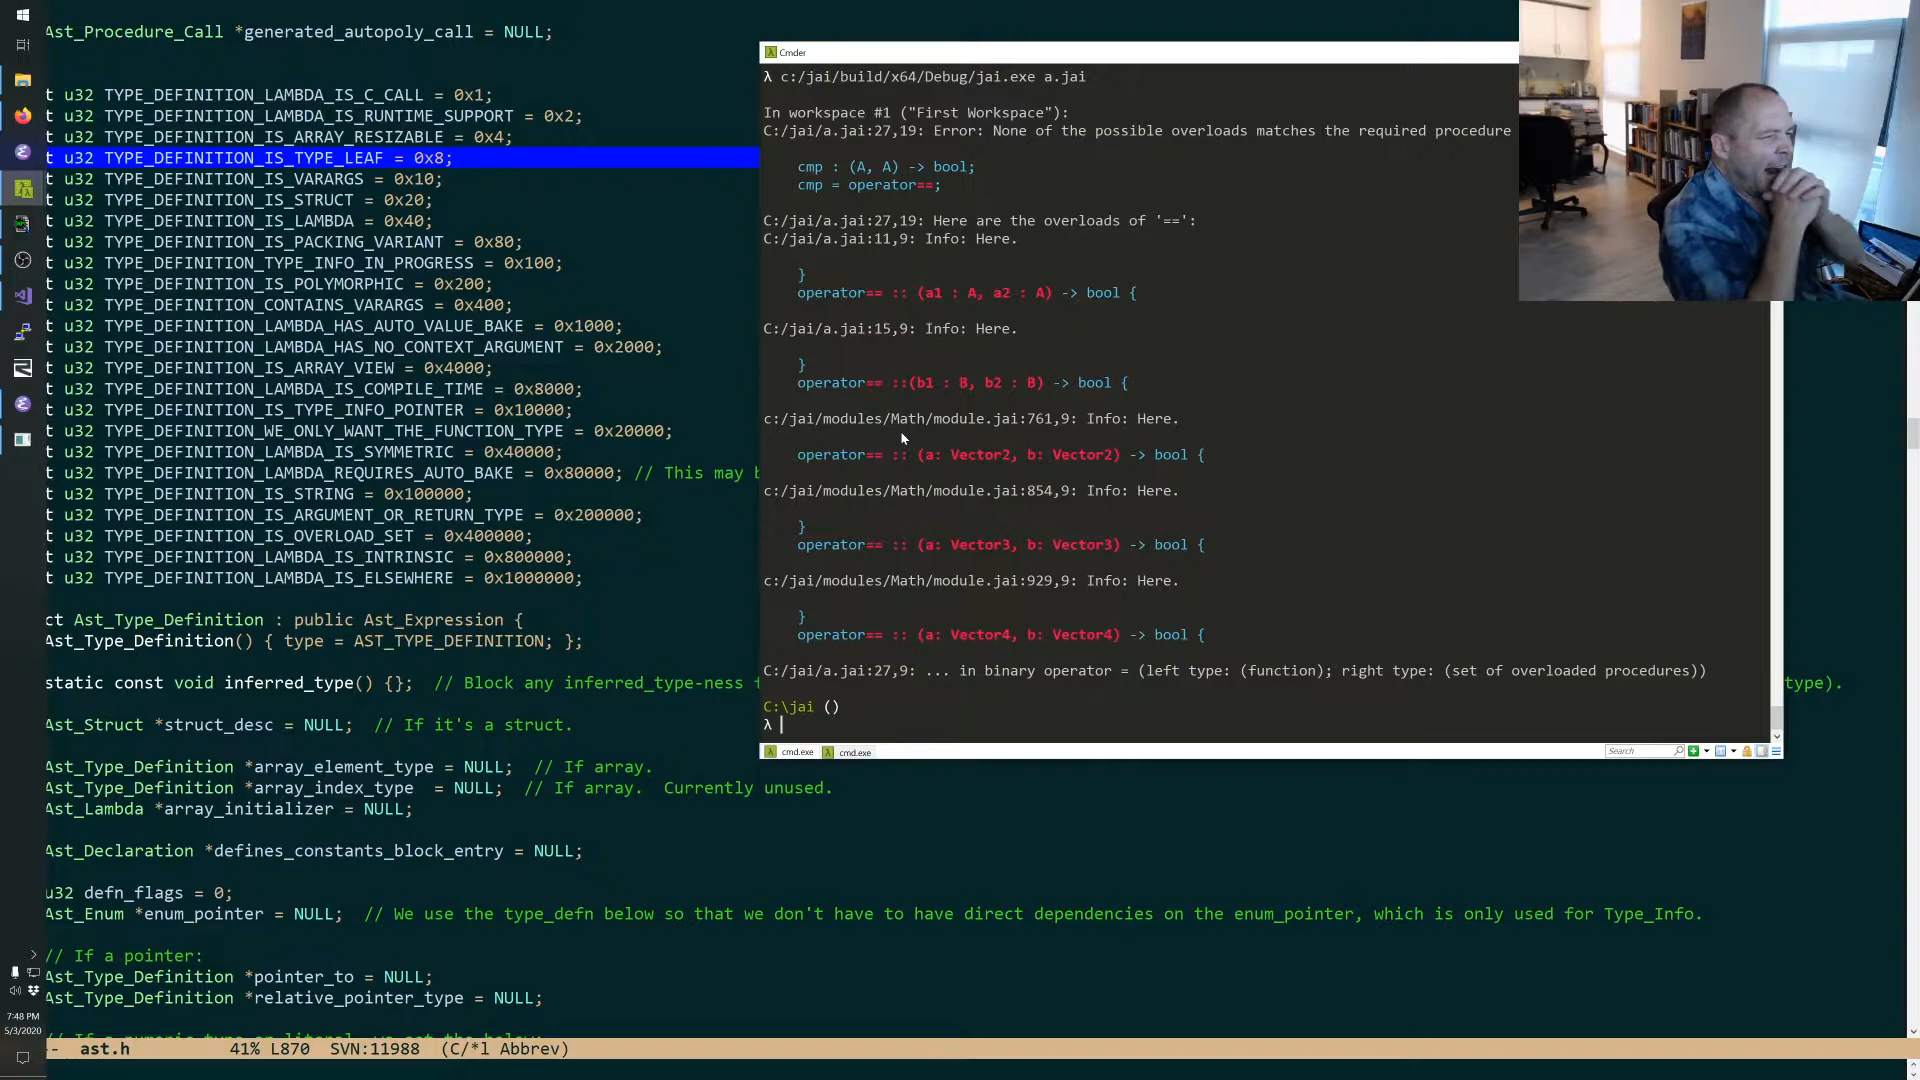 Ast_Procedure_Call *generated_autopoly_call = NULL;
t u32 TYPE_DEFINITION_LAMBDA_IS_C_CALL = 0x1;
t u32 TYPE_DEFINITION_LAMBDA_IS_RUNTIME_SUPPORT = 0x2;
t u32 TYPE_DEFINITION_IS_ARRAY_RESIZABLE = 0x4;
t u32 TYPE_DEFINITION_IS_TYPE_LEAF = 0x8;
t u32 TYPE_DEFINITION_IS_VARARGS = 0x10;
t u32 TYPE_DEFINITION_IS_STRUCT = 0x20;
t u32 TYPE_DEFINITION_IS_LAMBDA = 0x40;
t u32 TYPE_DEFINITION_IS_PACKING_VARIANT = 0x80;
t u32 TYPE_DEFINITION_TYPE_INFO_IN_PROGRESS = 0x100;
t u32 TYPE_DEFINITION_IS_POLYMORPHIC = 0x200;
t u32 TYPE_DEFINITION_CONTAINS_VARARGS = 0x400;
t u32 TYPE_DEFINITION_LAMBDA_HAS_AUTO_VALUE_BAKE = 0x1000;
t u32 TYPE_DEFINITION_LAMBDA_HAS_NO_CONTEXT_ARGUMENT = 0x2000;
t u32 TYPE_DEFINITION_IS_ARRAY_VIEW = 0x4000;
t u32 TYPE_DEFINITION_LAMBDA_IS_COMPILE_TIME = 0x8000;
t u32 TYPE_DEFINITION_IS_TYPE_INFO_POINTER = 0x10000;
t u32 TYPE_DEFINITION_WE_ONLY_WANT_THE_FUNCTION_TYPE = 0x20000;
t u32 TYPE_DEFINITION_LAMBDA_IS_SYMMETRIC = 0x40000;
t u32 TYPE_DEFINITION_LAMBDA_REQUIRES_AUTO_BAKE = 0x80000; // This may b
t u32 TYPE_DEFINITION_IS_STRING = 0x100000;
t u32 TYPE_DEFINITION_IS_ARGUMENT_OR_RETURN_TYPE = 0x200000;
t u32 TYPE_DEFINITION_IS_OVERLOAD_SET = 0x400000;
t u32 TYPE_DEFINITION_LAMBDA_IS_INTRINSIC = 0x800000;
t u32 TYPE_DEFINITION_LAMBDA_IS_ELSEWHERE = 0x1000000;
ct Ast_Type_Definition : public Ast_Expression {
Ast_Type_Definition() { type = AST_TYPE_DEFINITION; };
static const void inferred_type() {};  // Block any inferred_type-ness f
type).
Ast_Struct *struct_desc = NULL;  // If it's a struct.
Ast_Type_Definition *array_element_type = NULL;  // If array.
Ast_Type_Definition *array_index_type  = NULL;  // If array.  Currently unused.
Ast_Lambda *array_initializer = NULL;
Ast_Declaration *defines_constants_block_entry = NULL;
u32 defn_flags = 0;
Ast_Enum *enum_pointer = NULL;  // We use the type_defn below so that we don't have to have direct dependencies on the enum_pointer, which is only used for Type_Info.
// If a pointer:
Ast_Type_Definition *pointer_to = NULL;
Ast_Type_Definition *relative_pointer_type = NULL;
-- ast.h 41% L870 SVN:11988 (C/*l Abbrev)
Cmder
λ c:/jai/build/x64/Debug/jai.exe a.jai
In workspace #1 ("First Workspace"):
C:/jai/a.jai:27,19: Error: None of the possible overloads matches the required procedure
cmp : (A, A) -> bool;
cmp = operator==;
C:/jai/a.jai:27,19: Here are the overloads of '==':
C:/jai/a.jai:11,9: Info: Here.
}
operator== :: (a1 : A, a2 : A) -> bool {
C:/jai/a.jai:15,9: Info: Here.
}
operator== ::(b1 : B, b2 : B) -> bool {
c:/jai/modules/Math/module.jai:761,9: Info: Here.
operator== :: (a: Vector2, b: Vector2) -> bool {
c:/jai/modules/Math/module.jai:854,9: Info: Here.
}
operator== :: (a: Vector3, b: Vector3) -> bool {
c:/jai/modules/Math/module.jai:929,9: Info: Here.
}
operator== :: (a: Vector4, b: Vector4) -> bool {
C:/jai/a.jai:27,9: ... in binary operator = (left type: (function); right type: (set of overloaded procedures))
C:\jai ()
λ
cmd.exe
cmd.exe
Search
7:48 PM
5/3/2020